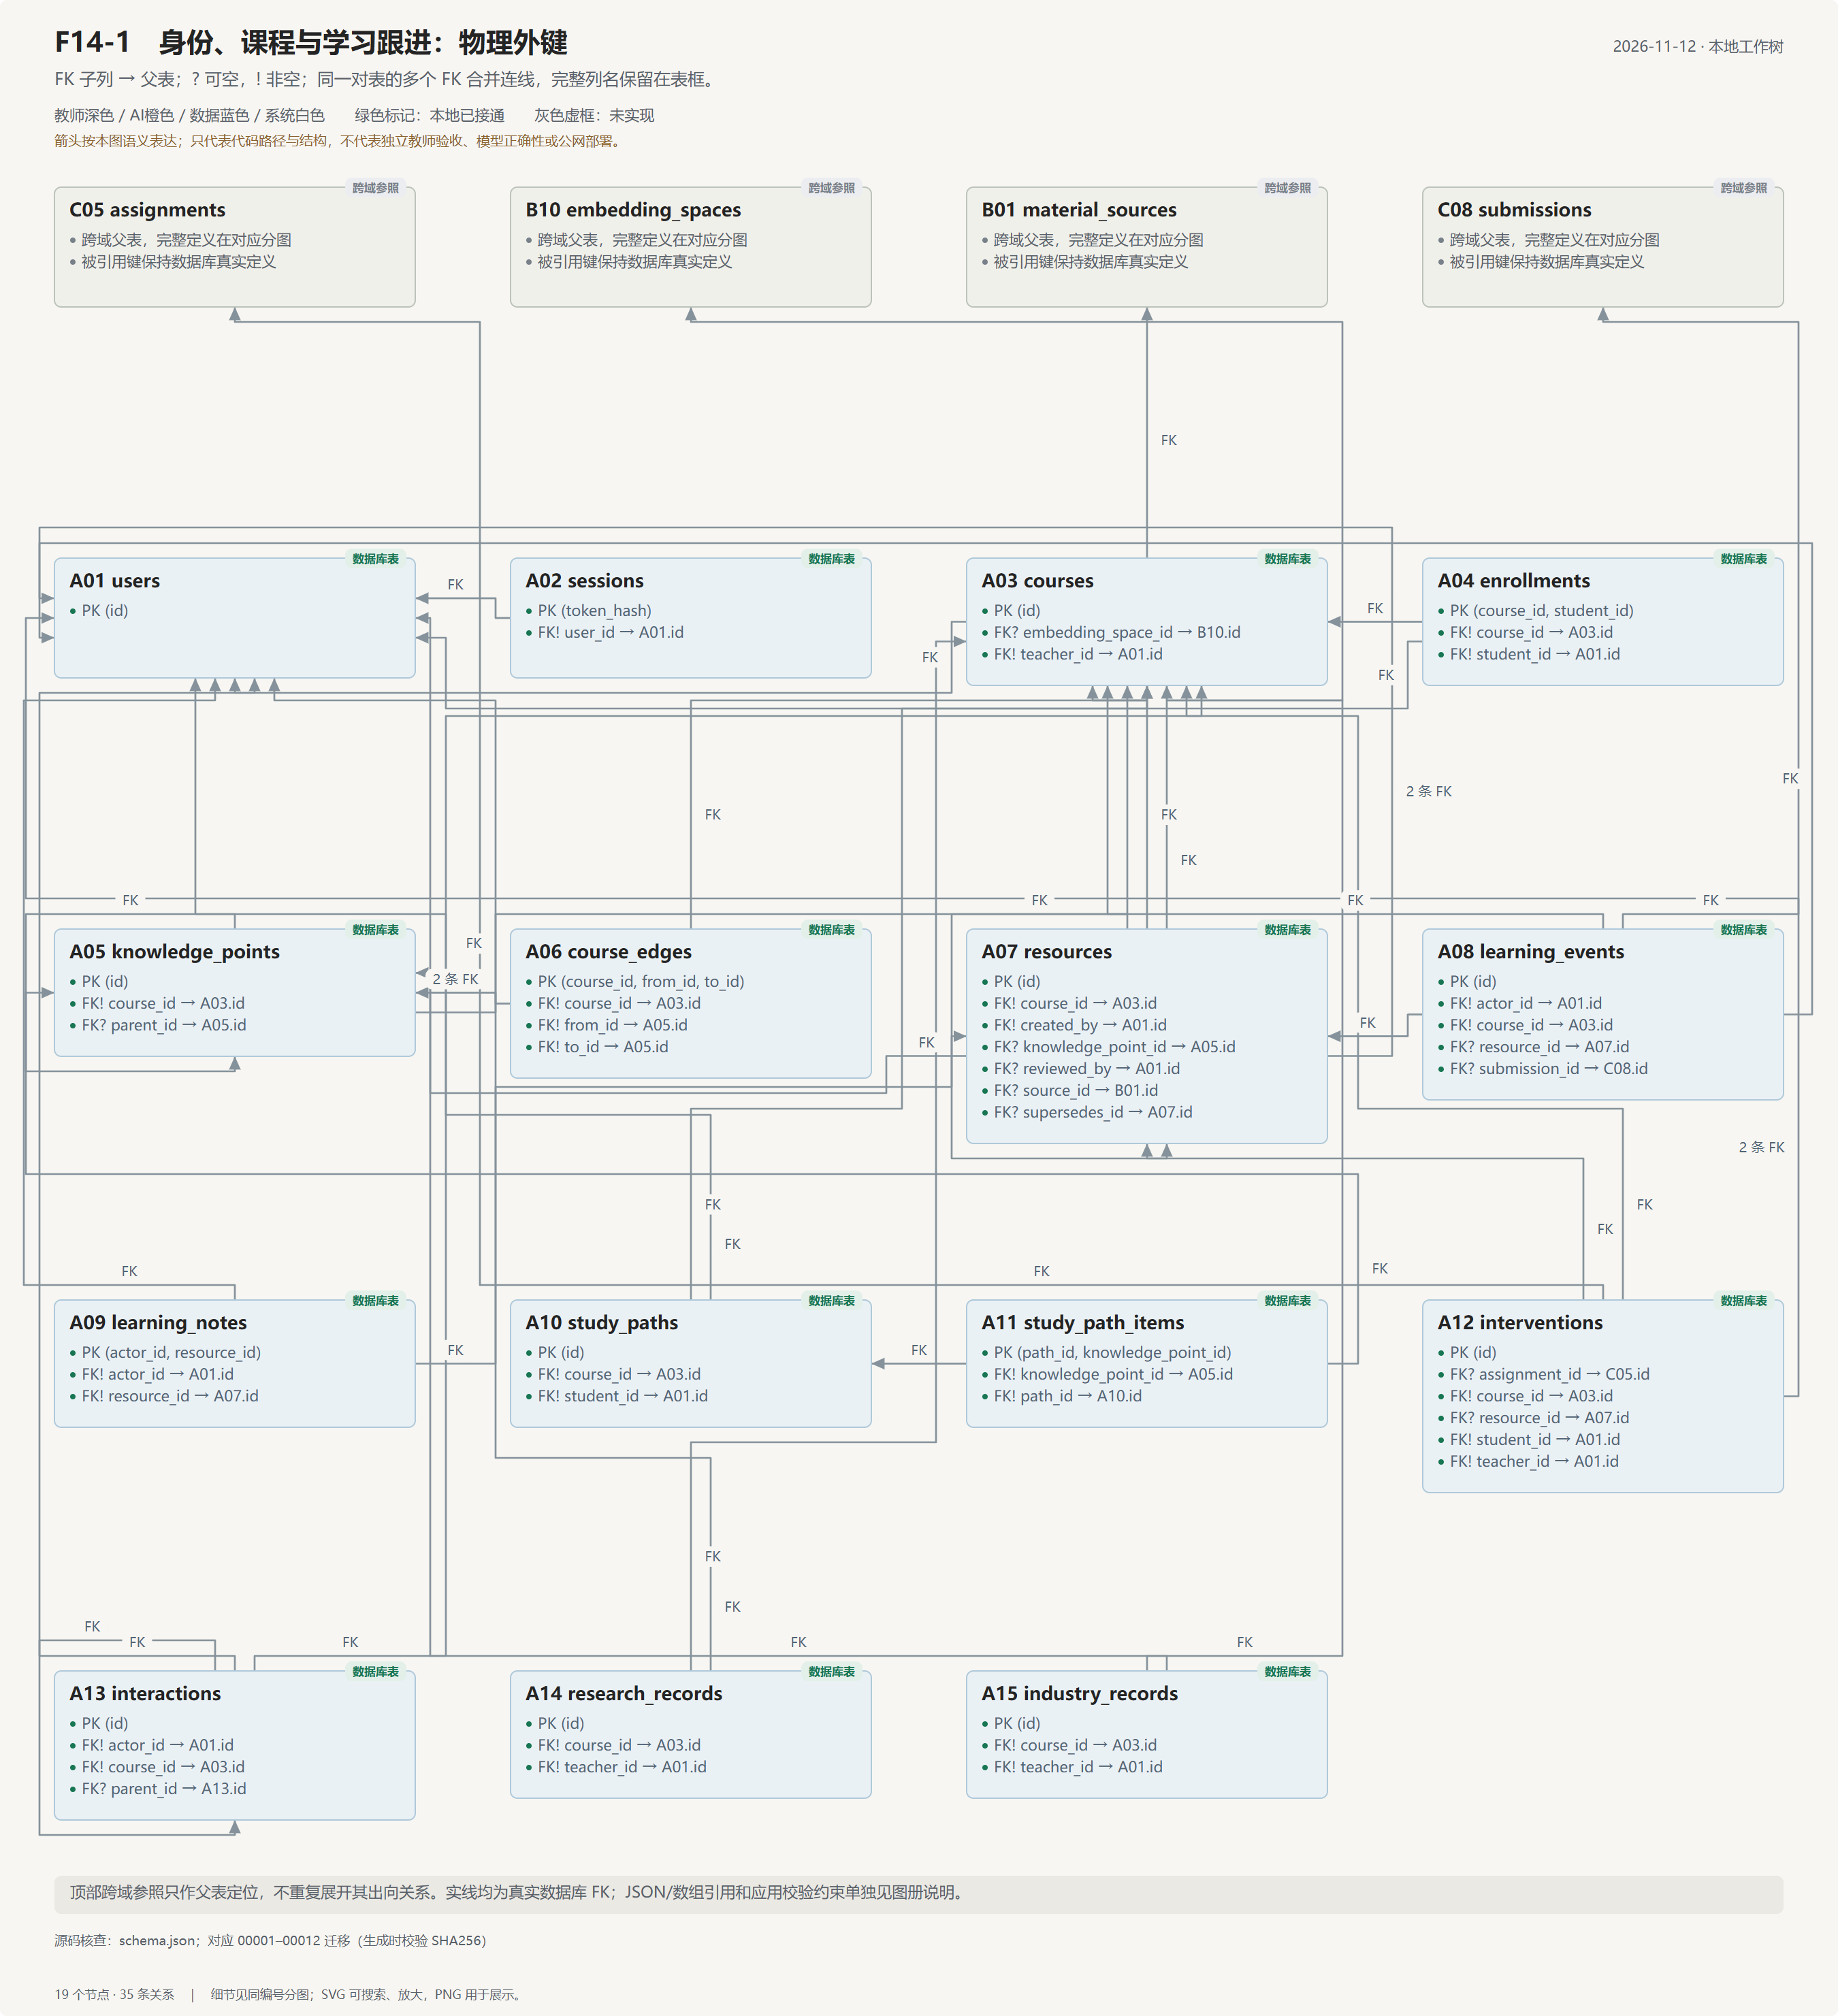 F14-1 身份、课程与学习跟进：物理外键
2026-11-12 · 本地工作树
FK 子列 → 父表；? 可空，! 非空；同一对表的多个 FK 合并连线，完整列名保留在表框。
教师深色 / AI橙色 / 数据蓝色 / 系统白色 绿色标记：本地已接通 灰色虚框：未实现
箭头按本图语义表达；只代表代码路径与结构，不代表独立教师验收、模型正确性或公网部署。
跨域参照
C05 assignments
跨域父表，完整定义在对应分图
被引用键保持数据库真实定义
跨域参照
B10 embedding_spaces
跨域父表，完整定义在对应分图
被引用键保持数据库真实定义
跨域参照
B01 material_sources
跨域父表，完整定义在对应分图
被引用键保持数据库真实定义
跨域参照
C08 submissions
跨域父表，完整定义在对应分图
被引用键保持数据库真实定义
FK
数据库表
A01 users
PK (id)
FK
数据库表
A02 sessions
PK (token_hash)
FK! user_id → A01.id
FK
数据库表
A03 courses
PK (id)
FK? embedding_space_id → B10.id
FK! teacher_id → A01.id
FK
FK
数据库表
A04 enrollments
PK (course_id, student_id)
FK! course_id → A03.id
FK! student_id → A01.id
FK
2 条 FK
FK
FK
FK
FK
FK
FK
FK
数据库表
A05 knowledge_points
PK (id)
FK! course_id → A03.id
FK? parent_id → A05.id
FK
2 条 FK
数据库表
A06 course_edges
PK (course_id, from_id, to_id)
FK! course_id → A03.id
FK! from_id → A05.id
FK! to_id → A05.id
FK
数据库表
A07 resources
PK (id)
FK! course_id → A03.id
FK! created_by → A01.id
FK? knowledge_point_id → A05.id
FK? reviewed_by → A01.id
FK? source_id → B01.id
FK? supersedes_id → A07.id
FK
数据库表
A08 learning_events
PK (id)
FK! actor_id → A01.id
FK! course_id → A03.id
FK? resource_id → A07.id
FK? submission_id → C08.id
2 条 FK
FK
FK
FK
FK
FK
FK
FK
数据库表
A09 learning_notes
PK (actor_id, resource_id)
FK! actor_id → A01.id
FK! resource_id → A07.id
FK
数据库表
A10 study_paths
PK (id)
FK! course_id → A03.id
FK! student_id → A01.id
FK
数据库表
A11 study_path_items
PK (path_id, knowledge_point_id)
FK! knowledge_point_id → A05.id
FK! path_id → A10.id
数据库表
A12 interventions
PK (id)
FK? assignment_id → C05.id
FK! course_id → A03.id
FK? resource_id → A07.id
FK! student_id → A01.id
FK! teacher_id → A01.id
FK
FK
FK
FK
FK
FK
FK
数据库表
A13 interactions
PK (id)
FK! actor_id → A01.id
FK! course_id → A03.id
FK? parent_id → A13.id
数据库表
A14 research_records
PK (id)
FK! course_id → A03.id
FK! teacher_id → A01.id
数据库表
A15 industry_records
PK (id)
FK! course_id → A03.id
FK! teacher_id → A01.id
顶部跨域参照只作父表定位，不重复展开其出向关系。实线均为真实数据库 FK；JSON/数组引用和应用校验约束单独见图册说明。
源码核查：schema.json；对应 00001–00012 迁移（生成时校验 SHA256）
19 个节点 · 35 条关系 | 细节见同编号分图；SVG 可搜索、放大，PNG 用于展示。